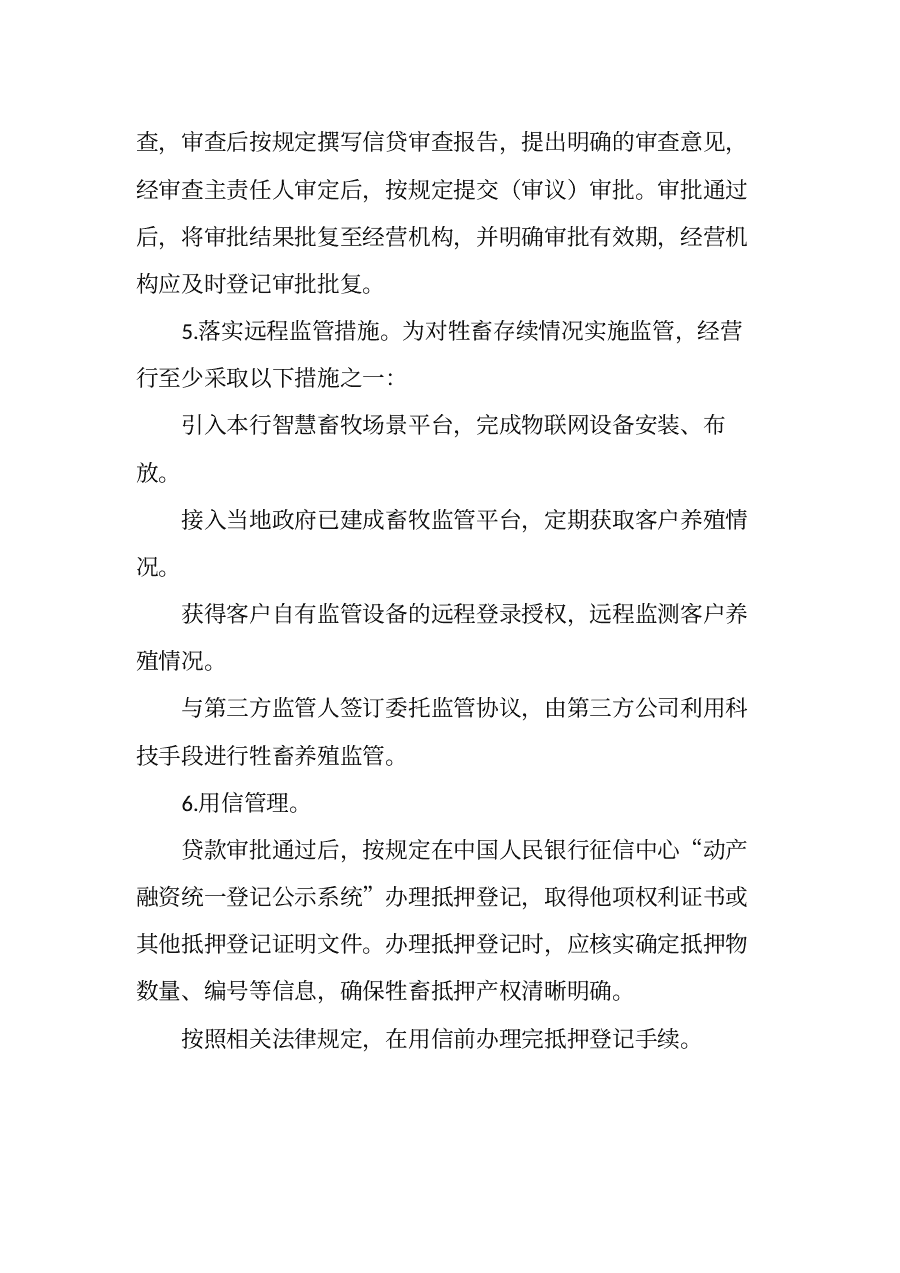 查，审查后按规定撰写信贷审查报告，提出明确的审查意见，
经审查主责任人审定后，按规定提交（审议）审批。审批通过
后，将审批结果批复至经营机构，并明确审批有效期，经营机
构应及时登记审批批复。
5.落实远程监管措施。为对牲畜存续情况实施监管，经营
行至少采取以下措施之一：
引入本行智慧畜牧场景平台，完成物联网设备安装、布
放。
接入当地政府已建成畜牧监管平台，定期获取客户养殖情
况。
获得客户自有监管设备的远程登录授权，远程监测客户养
殖情况。
与第三方监管人签订委托监管协议，由第三方公司利用科
技手段进行牲畜养殖监管。
6.用信管理。
贷款审批通过后，按规定在中国人民银行征信中心“动产
融资统一登记公示系统”办理抵押登记，取得他项权利证书或
其他抵押登记证明文件。办理抵押登记时，应核实确定抵押物
数量、编号等信息，确保牲畜抵押产权清晰明确。
按照相关法律规定，在用信前办理完抵押登记手续。